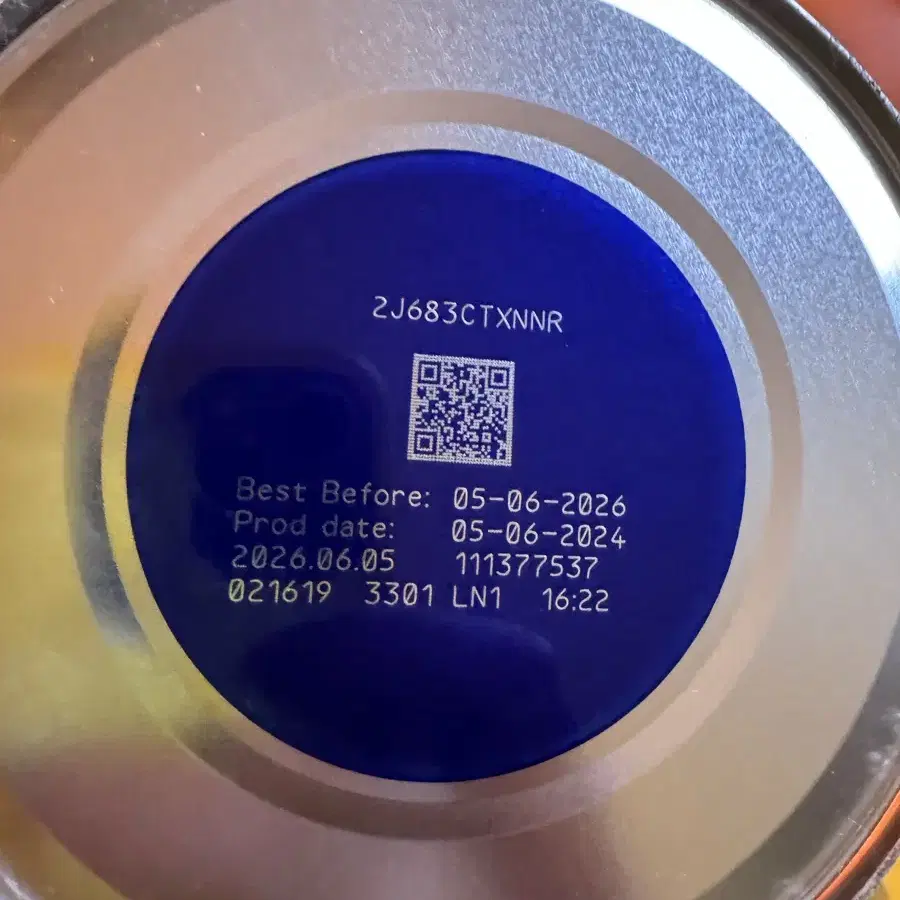 2J683CTXNNR
Best Before: 05-06-2026
Prod date: 05-06-2024
2026.06.05 111377537
021619 3301 LN1 16:22